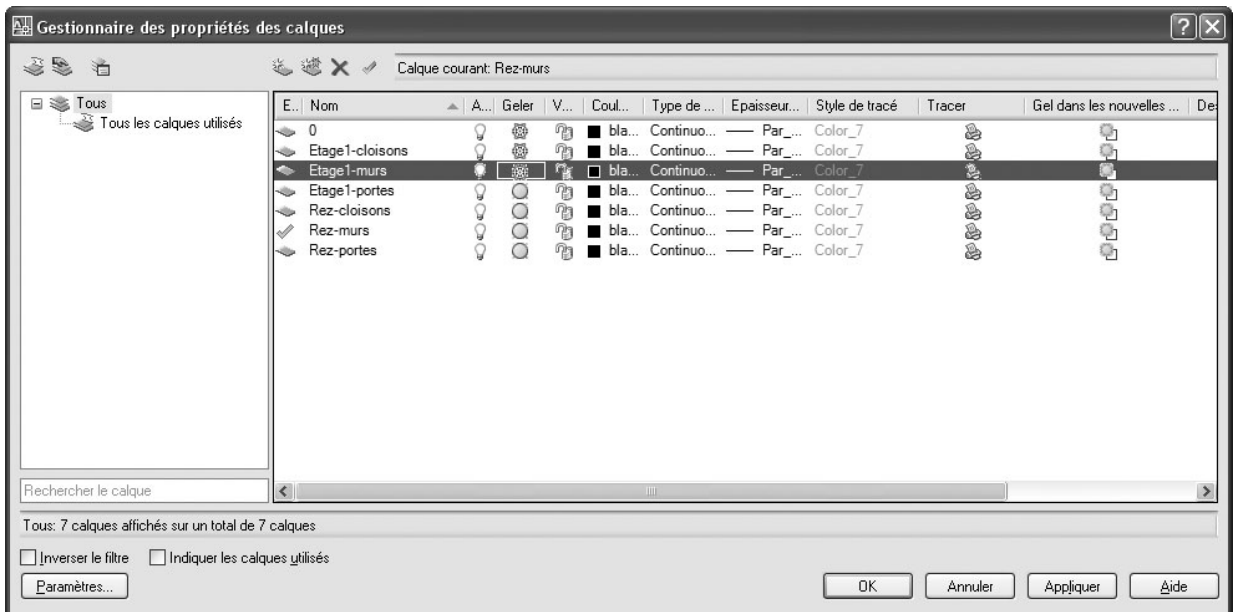 Gestionnaire des propriétés des calques
Calque courant: Rez-murs
Tous
Tous les calques utilisés
E.. Nom A... Geler V... Coul... Type de ... Epaisseur... Style de tracé Tracer Gel dans les nouvelles ... Des
0 bla... Continuo... Par_... Color_7
Etage1-cloisons bla... Continuo... Par_... Color_7
Etage1-murs bla... Continuo... Par_... Color_7
Etage1-portes bla... Continuo... Par_... Color_7
Rez-cloisons bla... Continuo... Par_... Color_7
Rez-murs bla... Continuo... Par_... Color_7
Rez-portes bla... Continuo... Par_... Color_7
Rechercher le calque
Tous: 7 calques affichés sur un total de 7 calques
Inverser le filtre Indiquer les calques utilisés
Paramètres... OK Annuler Appliquer Aide